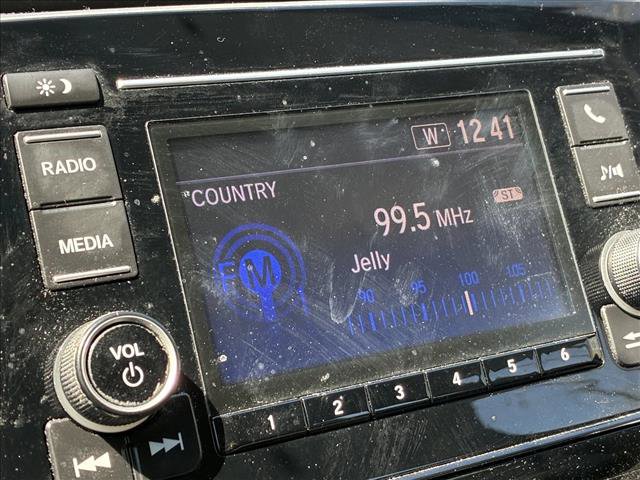 W 12 41
RADIO
COUNTRY
ST
99.5 MHz
MEDIA
FM
Jelly
90 95 100 105
VOL
1 2 3 4 5 6